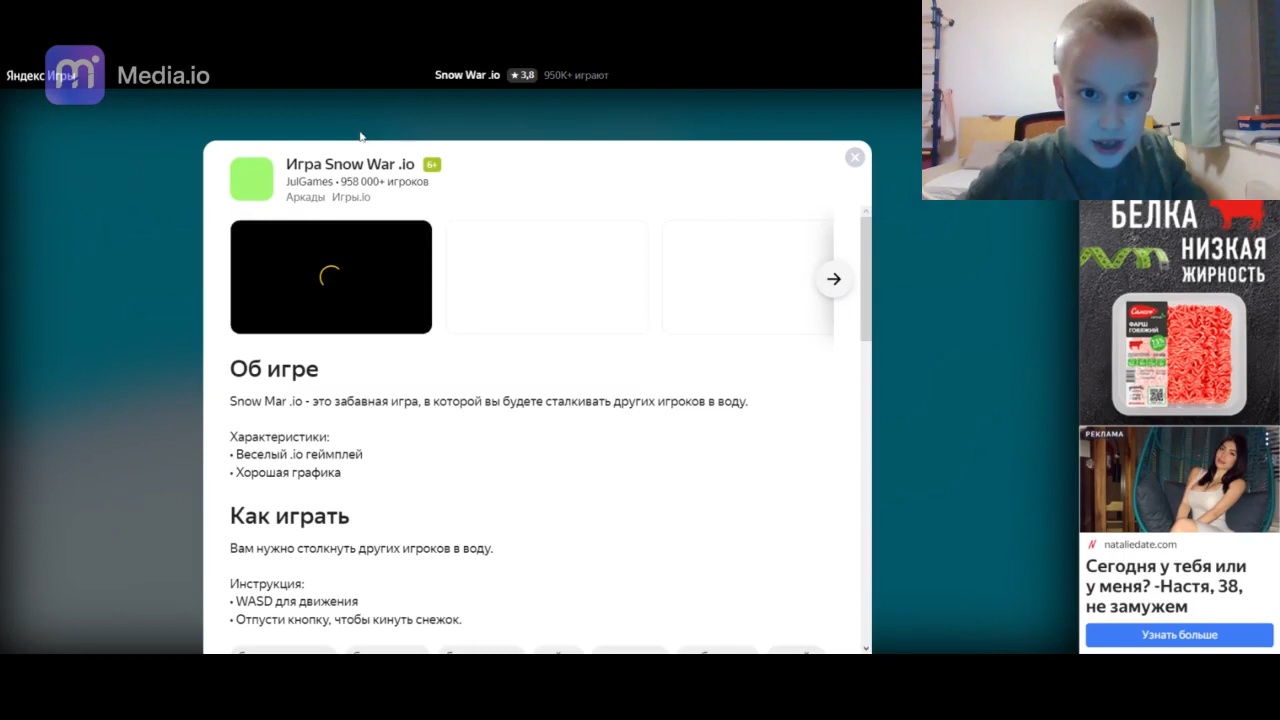 Яндекс Игры
Media.io
Snow War .io ★ 3,8 950K+ играют
Игра Snow War .io 6+
JulGames • 958 000+ игроков
Аркады Игры.io
Об игре
Snow Mar .io - это забавная игра, в которой вы будете сталкивать других игроков в воду.
Характеристики:
• Веселый .io геймплей
• Хорошая графика
Как играть
Вам нужно столкнуть других игроков в воду.
Инструкция:
• WASD для движения
• Отпусти кнопку, чтобы кинуть снежок.
БЕЛКА
НИЗКАЯ
ЖИРНОСТЬ
ФАРШ
ГОВЯЖИЙ
РЕКЛАМА
nataliedate.com
Сегодня у тебя или
у меня? -Настя, 38,
не замужем
Узнать больше